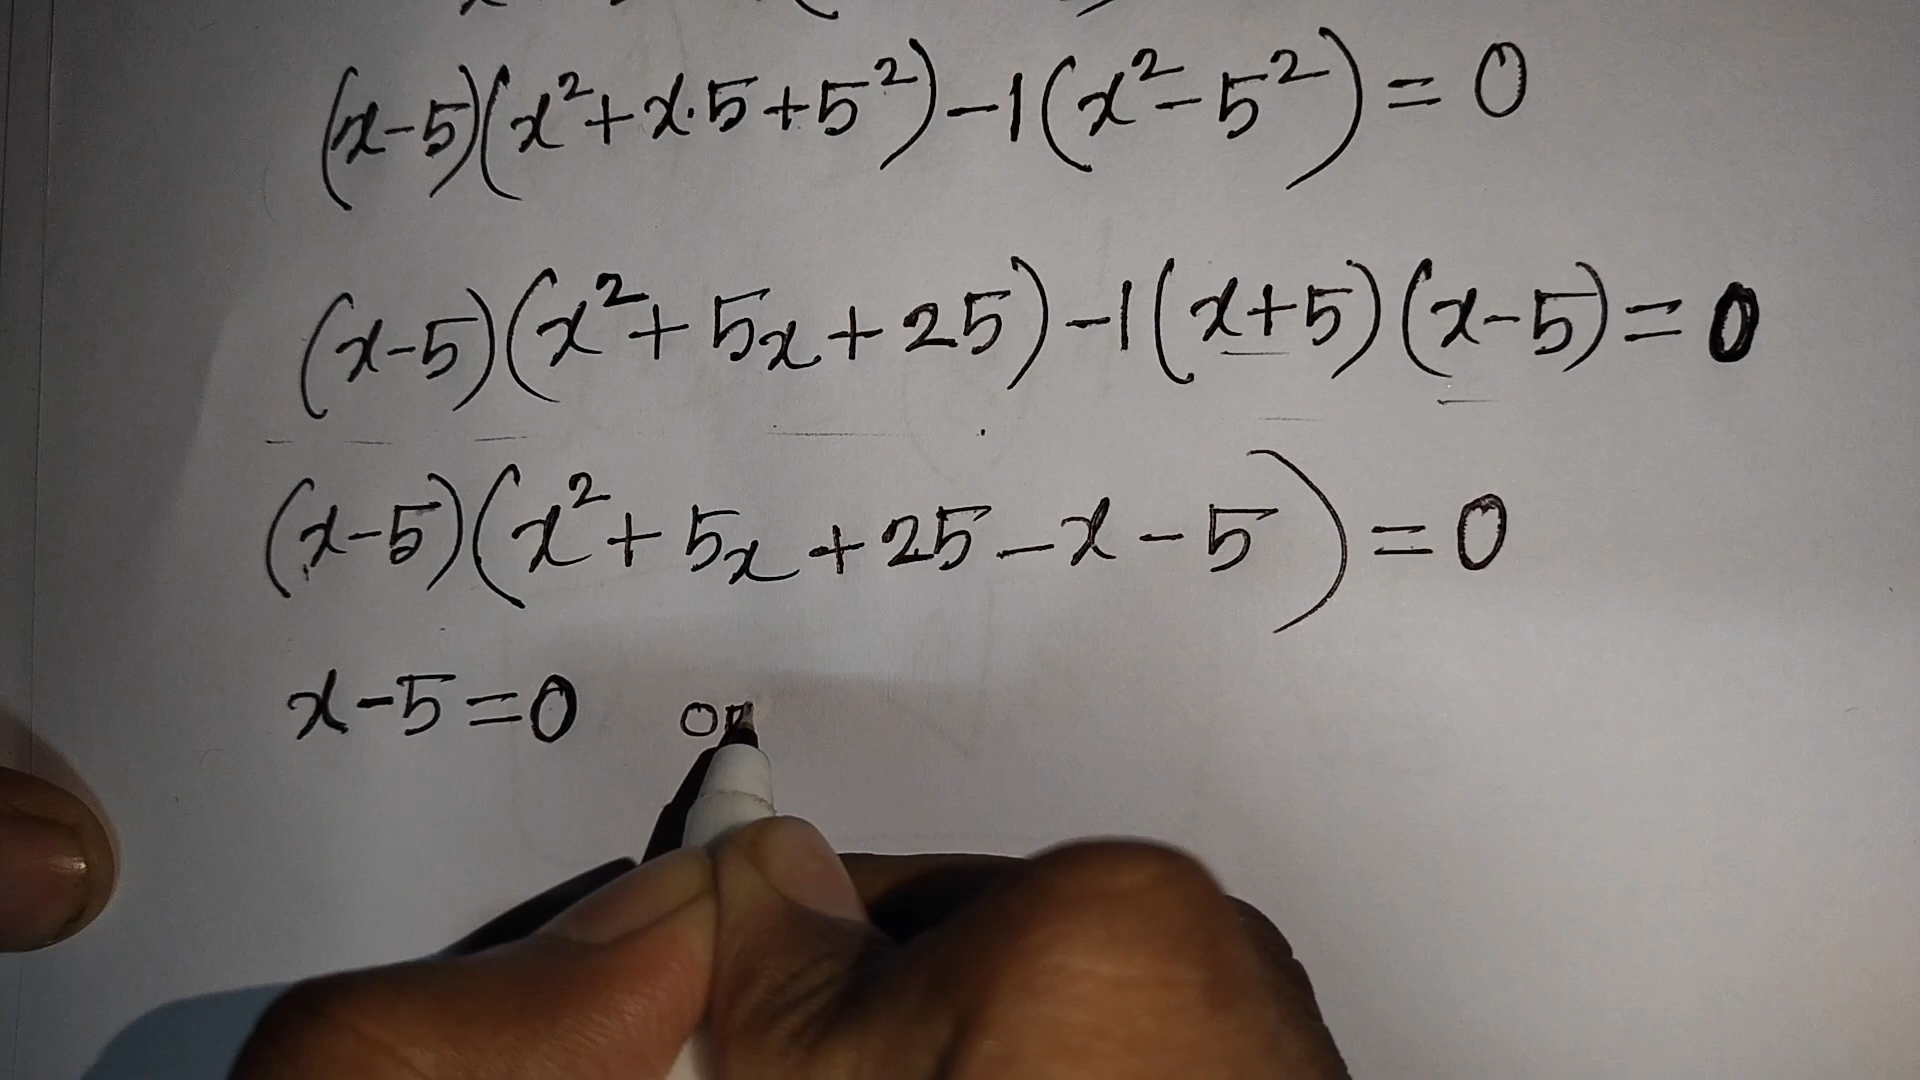 (x-5)(x²+x·5+5²)-1(x²-5²)=0
(x-5)(x²+5x+25)-1(x+5)(x-5)=0
(x-5)(x²+5x+25-x-5)=0
x-5=0 or